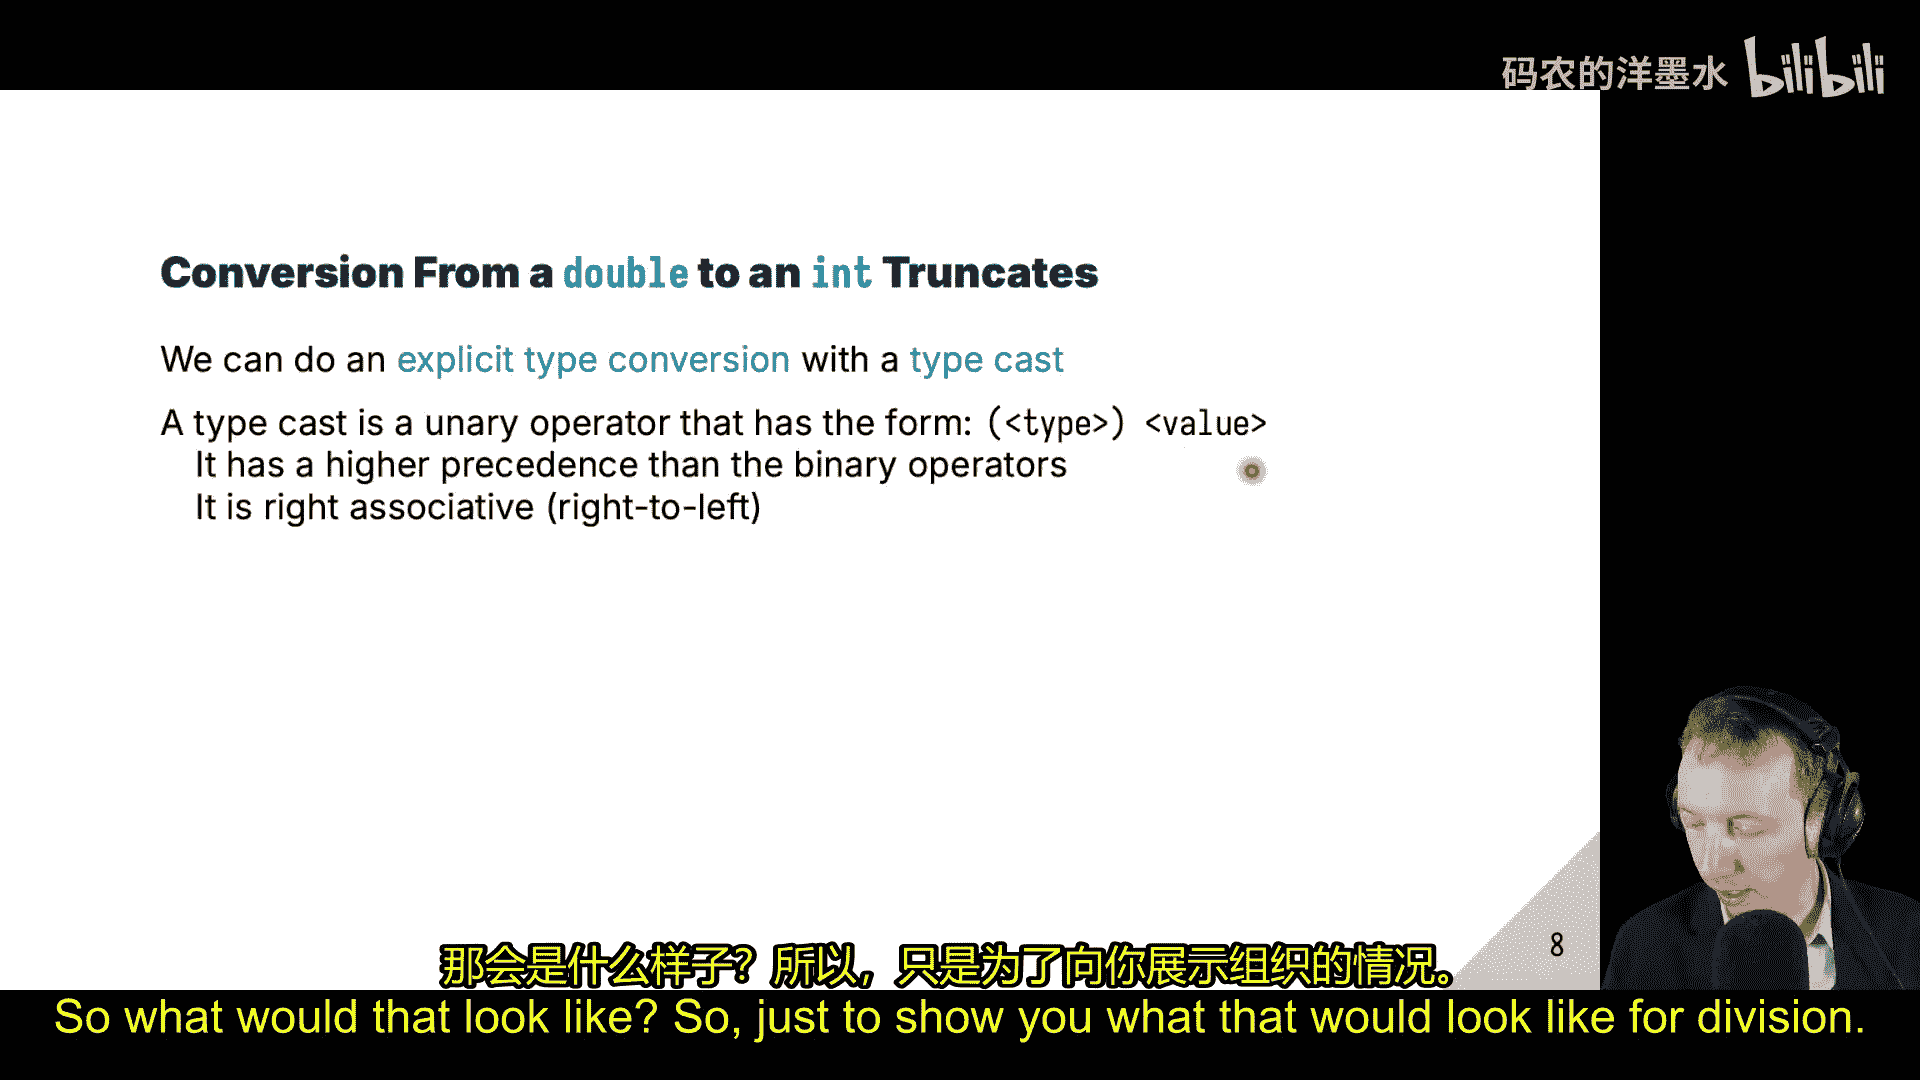 码农的洋墨水 bilibili
Conversion From a double to an int Truncates
We can do an explicit type conversion with a type cast
A type cast is a unary operator that has the form: (<type>) <value>
It has a higher precedence than the binary operators
It is right associative (right-to-left)
8
那会是什么样子？所以，只是为了向你展示组织的情况。
So what would that look like? So, just to show you what that would look like for division.